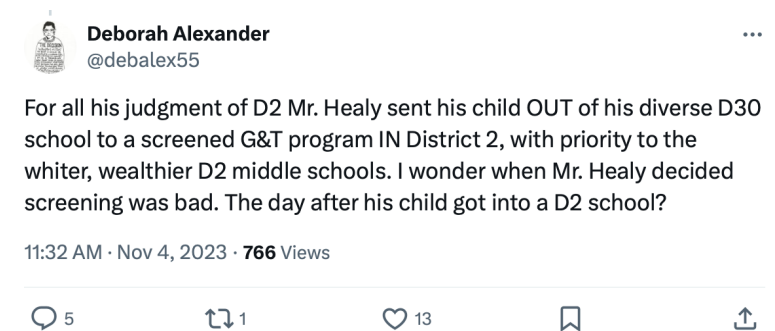 Deborah Alexander
@debalex55
For all his judgment of D2 Mr. Healy sent his child OUT of his diverse D30
school to a screened G&T program IN District 2, with priority to the
whiter, wealthier D2 middle schools. I wonder when Mr. Healy decided
screening was bad. The day after his child got into a D2 school?
11:32 AM · Nov 4, 2023 · 766 Views
5 1 13